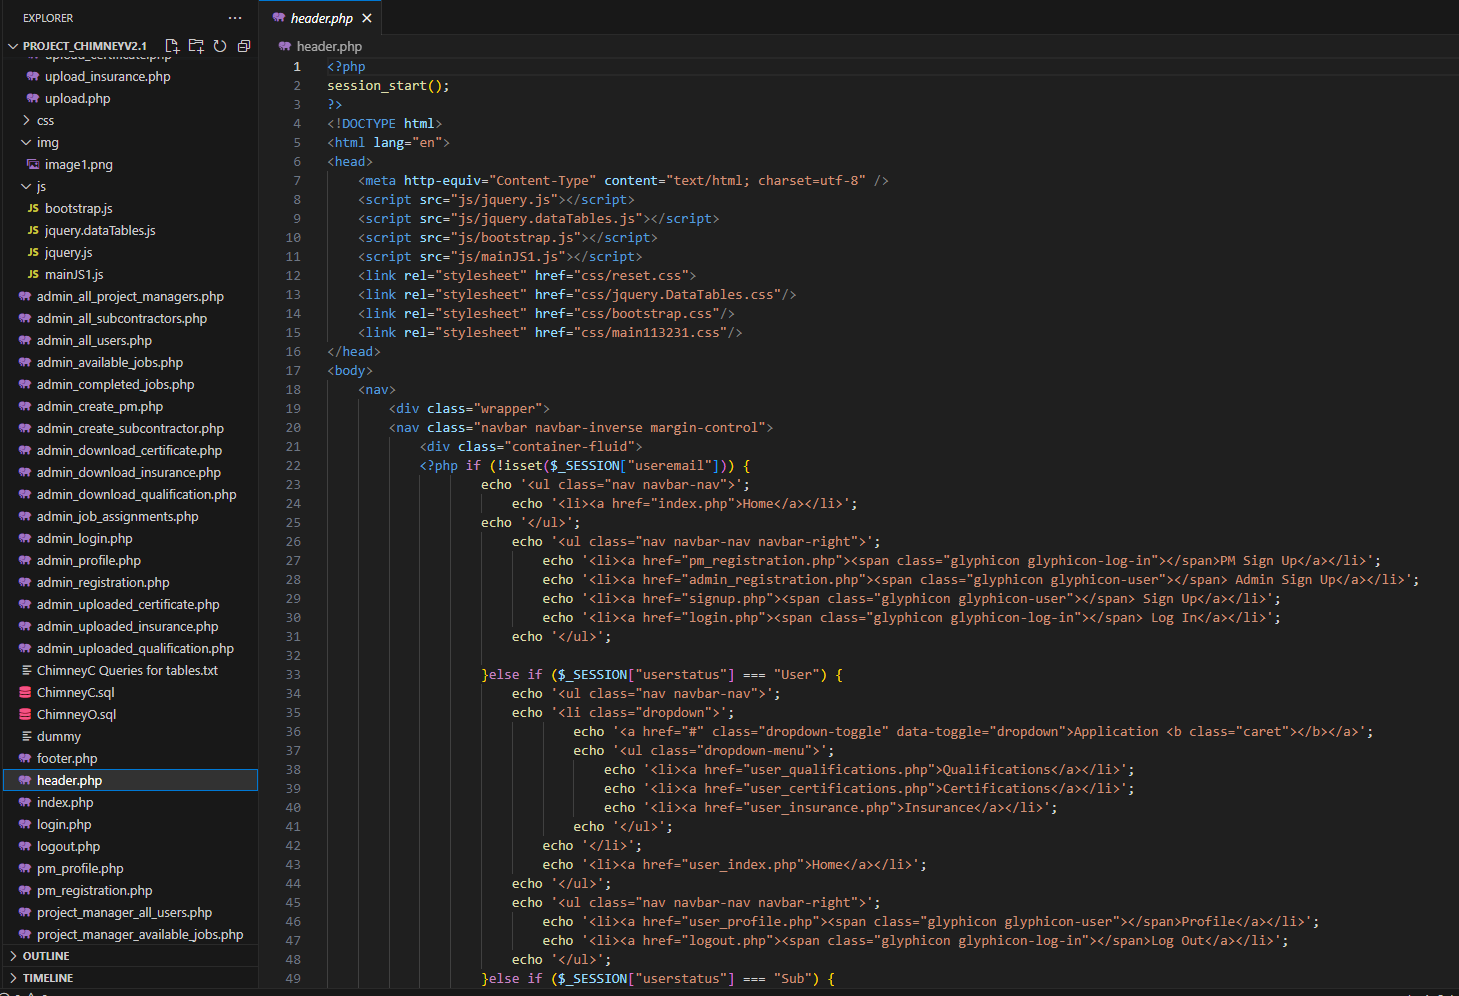 EXPLORER
PROJECT_CHIMNEYV2.1
upload_certificate.php
upload_insurance.php
upload.php
css
img
image1.png
js
JS bootstrap.js
JS jquery.dataTables.js
JS jquery.js
JS mainJS1.js
admin_all_project_managers.php
admin_all_subcontractors.php
admin_all_users.php
admin_available_jobs.php
admin_completed_jobs.php
admin_create_pm.php
admin_create_subcontractor.php
admin_download_certificate.php
admin_download_insurance.php
admin_download_qualification.php
admin_job_assignments.php
admin_login.php
admin_profile.php
admin_registration.php
admin_uploaded_certificate.php
admin_uploaded_insurance.php
admin_uploaded_qualification.php
ChimneyC Queries for tables.txt
ChimneyC.sql
ChimneyO.sql
dummy
footer.php
header.php
index.php
login.php
logout.php
pm_profile.php
pm_registration.php
project_manager_all_users.php
project_manager_available_jobs.php
OUTLINE
TIMELINE
header.php
header.php
1 <?php
2 session_start();
3 ?>
4 <!DOCTYPE html>
5 <html lang="en">
6 <head>
7 <meta http-equiv="Content-Type" content="text/html; charset=utf-8" />
8 <script src="js/jquery.js"></script>
9 <script src="js/jquery.dataTables.js"></script>
10 <script src="js/bootstrap.js"></script>
11 <script src="js/mainJS1.js"></script>
12 <link rel="stylesheet" href="css/reset.css">
13 <link rel="stylesheet" href="css/jquery.DataTables.css"/>
14 <link rel="stylesheet" href="css/bootstrap.css"/>
15 <link rel="stylesheet" href="css/main113231.css"/>
16 </head>
17 <body>
18 <nav>
19 <div class="wrapper">
20 <nav class="navbar navbar-inverse margin-control">
21 <div class="container-fluid">
22 <?php if (!isset($_SESSION["useremail"])) {
23 echo '<ul class="nav navbar-nav">';
24 echo '<li><a href="index.php">Home</a></li>';
25 echo '</ul>';
26 echo '<ul class="nav navbar-nav navbar-right">';
27 echo '<li><a href="pm_registration.php"><span class="glyphicon glyphicon-log-in"></span>PM Sign Up</a></li>';
28 echo '<li><a href="admin_registration.php"><span class="glyphicon glyphicon-user"></span> Admin Sign Up</a></li>';
29 echo '<li><a href="signup.php"><span class="glyphicon glyphicon-user"></span> Sign Up</a></li>';
30 echo '<li><a href="login.php"><span class="glyphicon glyphicon-log-in"></span> Log In</a></li>';
31 echo '</ul>';
32
33 }else if ($_SESSION["userstatus"] === "User") {
34 echo '<ul class="nav navbar-nav">';
35 echo '<li class="dropdown">';
36 echo '<a href="#" class="dropdown-toggle" data-toggle="dropdown">Application <b class="caret"></b></a>';
37 echo '<ul class="dropdown-menu">';
38 echo '<li><a href="user_qualifications.php">Qualifications</a></li>';
39 echo '<li><a href="user_certifications.php">Certifications</a></li>';
40 echo '<li><a href="user_insurance.php">Insurance</a></li>';
41 echo '</ul>';
42 echo '</li>';
43 echo '<li><a href="user_index.php">Home</a></li>';
44 echo '</ul>';
45 echo '<ul class="nav navbar-nav navbar-right">';
46 echo '<li><a href="user_profile.php"><span class="glyphicon glyphicon-user"></span>Profile</a></li>';
47 echo '<li><a href="logout.php"><span class="glyphicon glyphicon-log-in"></span>Log Out</a></li>';
48 echo '</ul>';
49 }else if ($_SESSION["userstatus"] === "Sub") {